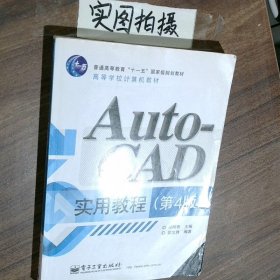 实图拍摄
普通高等教育"十一五"国家级规划教材
高等学校计算机教材
Auto-
CAD
实用教程（第4版
电子工业出版社